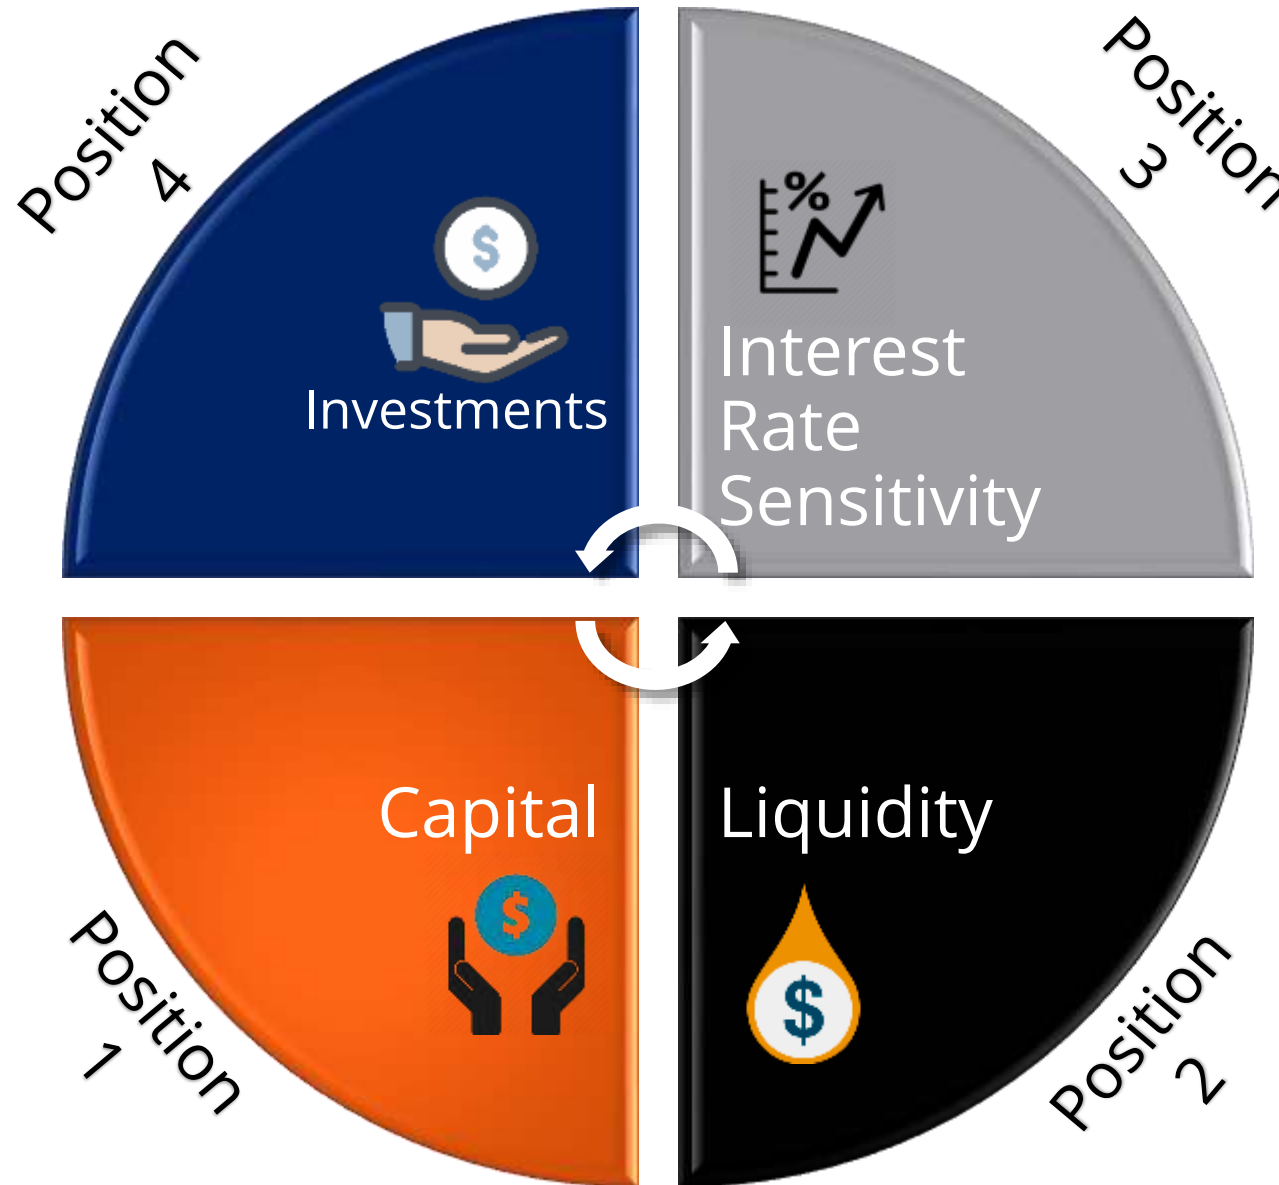 Position
4
Position
3
$
Investments
%
Interest
Rate
Sensitivity
Capital
$
Position
1
Liquidity
$
Position
2